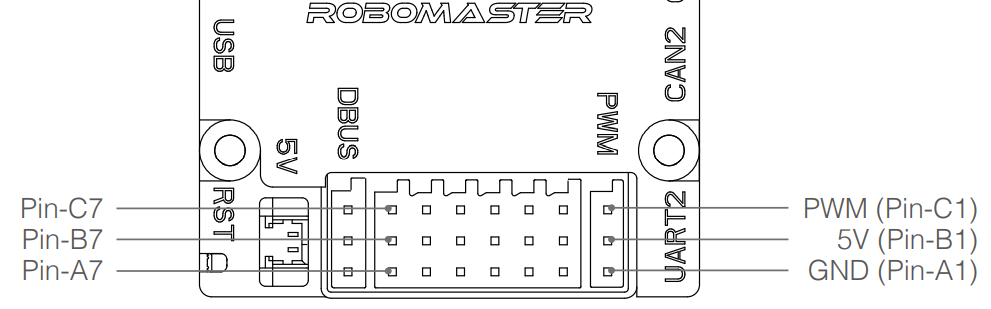 ROBOMASTER
USB
CAN2
DBUS
PWM
5V
RST
UART2
Pin-C7
Pin-B7
Pin-A7
PWM (Pin-C1)
5V (Pin-B1)
GND (Pin-A1)